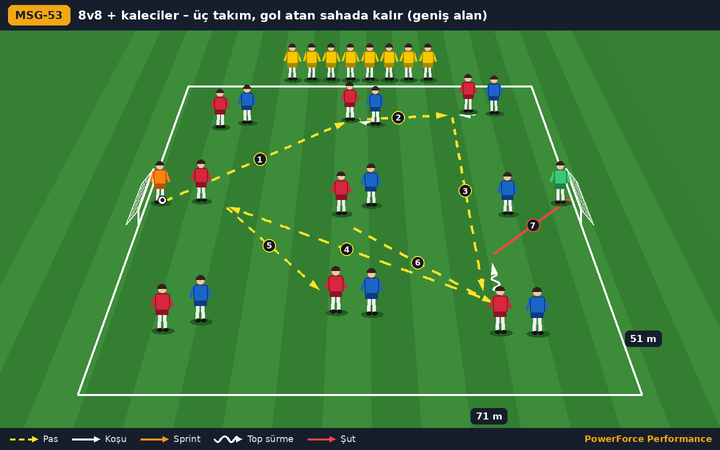 MSG-53 8v8 + kaleciler – üç takım, gol atan sahada kalır (geniş alan)
1
2
3
4
5
6
7
51 m
71 m
Pas Koşu Sprint Top sürme Şut PowerForce Performance